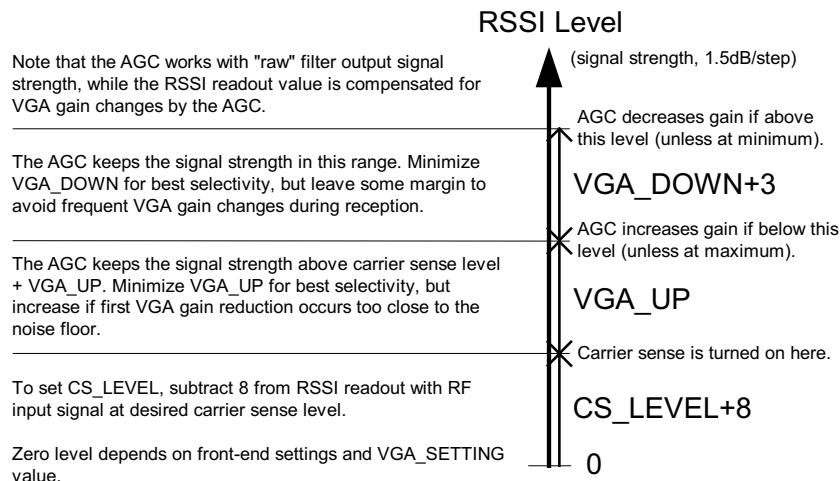 RSSI Level
(signal strength, 1.5dB/step)
Note that the AGC works with "raw" filter output signal
strength, while the RSSI readout value is compensated for
VGA gain changes by the AGC.
AGC decreases gain if above
this level (unless at minimum).
The AGC keeps the signal strength in this range. Minimize
VGA_DOWN for best selectivity, but leave some margin to
avoid frequent VGA gain changes during reception.
VGA_DOWN+3
AGC increases gain if below this
level (unless at maximum).
The AGC keeps the signal strength above carrier sense level
+ VGA_UP. Minimize VGA_UP for best selectivity, but
increase if first VGA gain reduction occurs too close to the
noise floor.
VGA_UP
Carrier sense is turned on here.
To set CS_LEVEL, subtract 8 from RSSI readout with RF
input signal at desired carrier sense level.
CS_LEVEL+8
Zero level depends on front-end settings and VGA_SETTING
value.
0